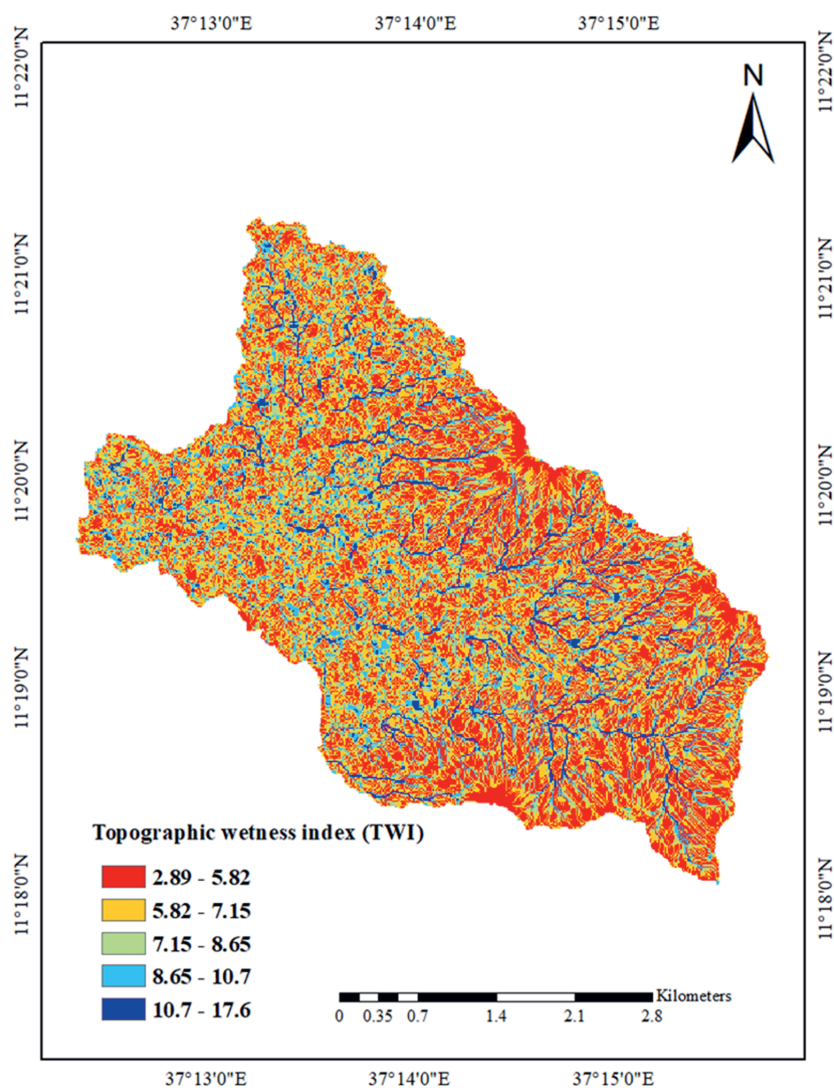 37°13'0"E 37°14'0"E 37°15'0"E
11°22'0"N 11°22'0"N
N
11°21'0"N 11°21'0"N
11°20'0"N 11°20'0"N
11°19'0"N 11°19'0"N
11°18'0"N 11°18'0"N
Topographic wetness index (TWI)
2.89 - 5.82
5.82 - 7.15
7.15 - 8.65
8.65 - 10.7
10.7 - 17.6
Kilometers
0 0.35 0.7 1.4 2.1 2.8
37°13'0"E 37°14'0"E 37°15'0"E